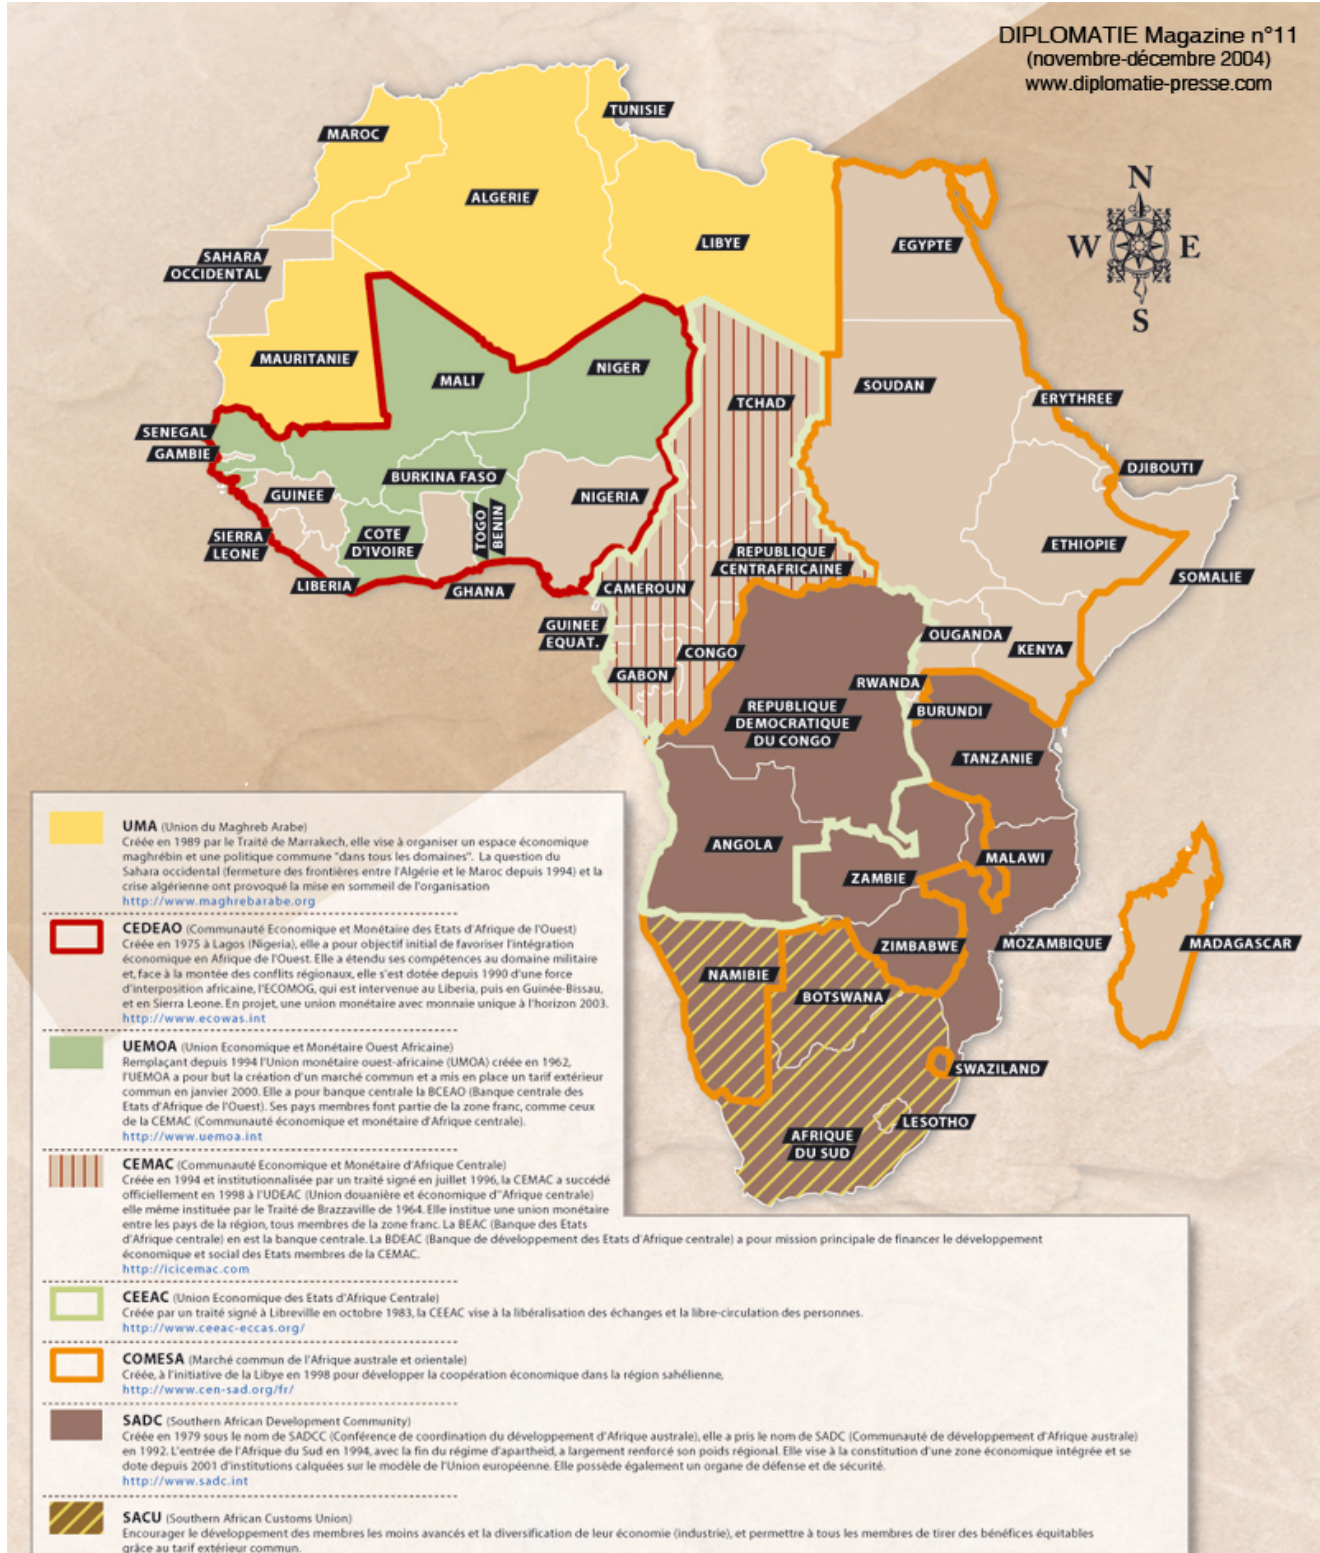 DIPLOMATIE Magazine n°11
(novembre-décembre 2004)
www.diplomatie-presse.com
N
W E
S
TUNISIE
MAROC
ALGERIE
LIBYE
EGYPTE
SAHARA
OCCIDENTAL
MAURITANIE
MALI
NIGER
TCHAD
SOUDAN
ERYTHREE
SENEGAL
GAMBIE
DJIBOUTI
BURKINA FASO
GUINEE
NIGERIA
TOGO
BENIN
SIERRA
LEONE
COTE
D'IVOIRE
REPUBLIQUE
CENTRAFRICAINE
ETHIOPIE
SOMALIE
LIBERIA
GHANA
CAMEROUN
GUINEE
EQUAT.
OUGANDA
KENYA
CONGO
GABON
RWANDA
BURUNDI
REPUBLIQUE
DEMOCRATIQUE
DU CONGO
TANZANIE
ANGOLA
MALAWI
ZAMBIE
ZIMBABWE
MOZAMBIQUE
MADAGASCAR
NAMIBIE
BOTSWANA
SWAZILAND
LESOTHO
AFRIQUE
DU SUD
UMA (Union du Maghreb Arabe)
Créée en 1989 par le Traité de Marrakech, elle vise à organiser un espace économique
maghrébin et une politique commune "dans tous les domaines". La question du
Sahara occidental (fermeture des frontières entre l'Algérie et le Maroc depuis 1994) et la
crise algérienne ont provoqué la mise en sommeil de l'organisation
http://www.maghrebarabe.org
CEDEAO (Communauté Economique et Monétaire des Etats d'Afrique de l'Ouest)
Créée en 1975 à Lagos (Nigeria), elle a pour objectif initial de favoriser l'intégration
économique en Afrique de l'Ouest. Elle a étendu ses compétences au domaine militaire
et, face à la montée des conflits régionaux, elle s'est dotée depuis 1990 d'une force
d'interposition africaine, l'ECOMOG, qui est intervenue au Liberia, puis en Guinée-Bissau,
et en Sierra Leone. En projet, une union monétaire avec monnaie unique à l'horizon 2003.
http://www.ecowas.int
UEMOA (Union Economique et Monétaire Ouest Africaine)
Remplaçant depuis 1994 l'Union monétaire ouest-africaine (UMOA) créée en 1962,
l'UEMOA a pour but la création d'un marché commun et a mis en place un tarif extérieur
commun en janvier 2000. Elle a pour banque centrale la BCEAO (Banque centrale des
Etats d'Afrique de l'Ouest). Ses pays membres font partie de la zone franc, comme ceux
de la CEMAC (Communauté économique et monétaire d'Afrique centrale).
http://www.uemoa.int
CEMAC (Communauté Economique et Monétaire d'Afrique Centrale)
Créée en 1994 et institutionnalisée par un traité signé en juillet 1996, la CEMAC a succédé
officiellement en 1998 à l'UDEAC (Union douanière et économique d''Afrique centrale)
elle même instituée par le Traité de Brazzaville de 1964. Elle institue une union monétaire
entre les pays de la région, tous membres de la zone franc. La BEAC (Banque des Etats
d'Afrique centrale) en est la banque centrale. La BDEAC (Banque de développement des Etats d'Afrique centrale) a pour mission principale de financer le développement
économique et social des Etats membres de la CEMAC.
http://icicemac.com
CEEAC (Union Economique des Etats d'Afrique Centrale)
Créée par un traité signé à Libreville en octobre 1983, la CEEAC vise à la libéralisation des échanges et la libre-circulation des personnes.
http://www.ceeac-eccas.org/
COMESA (Marché commun de l'Afrique australe et orientale)
Créée, à l'initiative de la Libye en 1998 pour développer la coopération économique dans la région sahélienne,
http://www.cen-sad.org/fr/
SADC (Southern African Development Community)
Créée en 1979 sous le nom de SADCC (Conférence de coordination du développement d'Afrique australe), elle a pris le nom de SADC (Communauté de développement d'Afrique australe)
en 1992. L'entrée de l'Afrique du Sud en 1994, avec la fin du régime d'apartheid, a largement renforcé son poids régional. Elle vise à la constitution d'une zone économique intégrée et se
dote depuis 2001 d'institutions calquées sur le modèle de l'Union européenne. Elle possède également un organe de défense et de sécurité.
http://www.sadc.int
SACU (Southern African Customs Union)
Encourager le développement des membres les moins avancés et la diversification de leur économie (industrie), et permettre à tous les membres de tirer des bénéfices équitables
grâce au tarif extérieur commun.